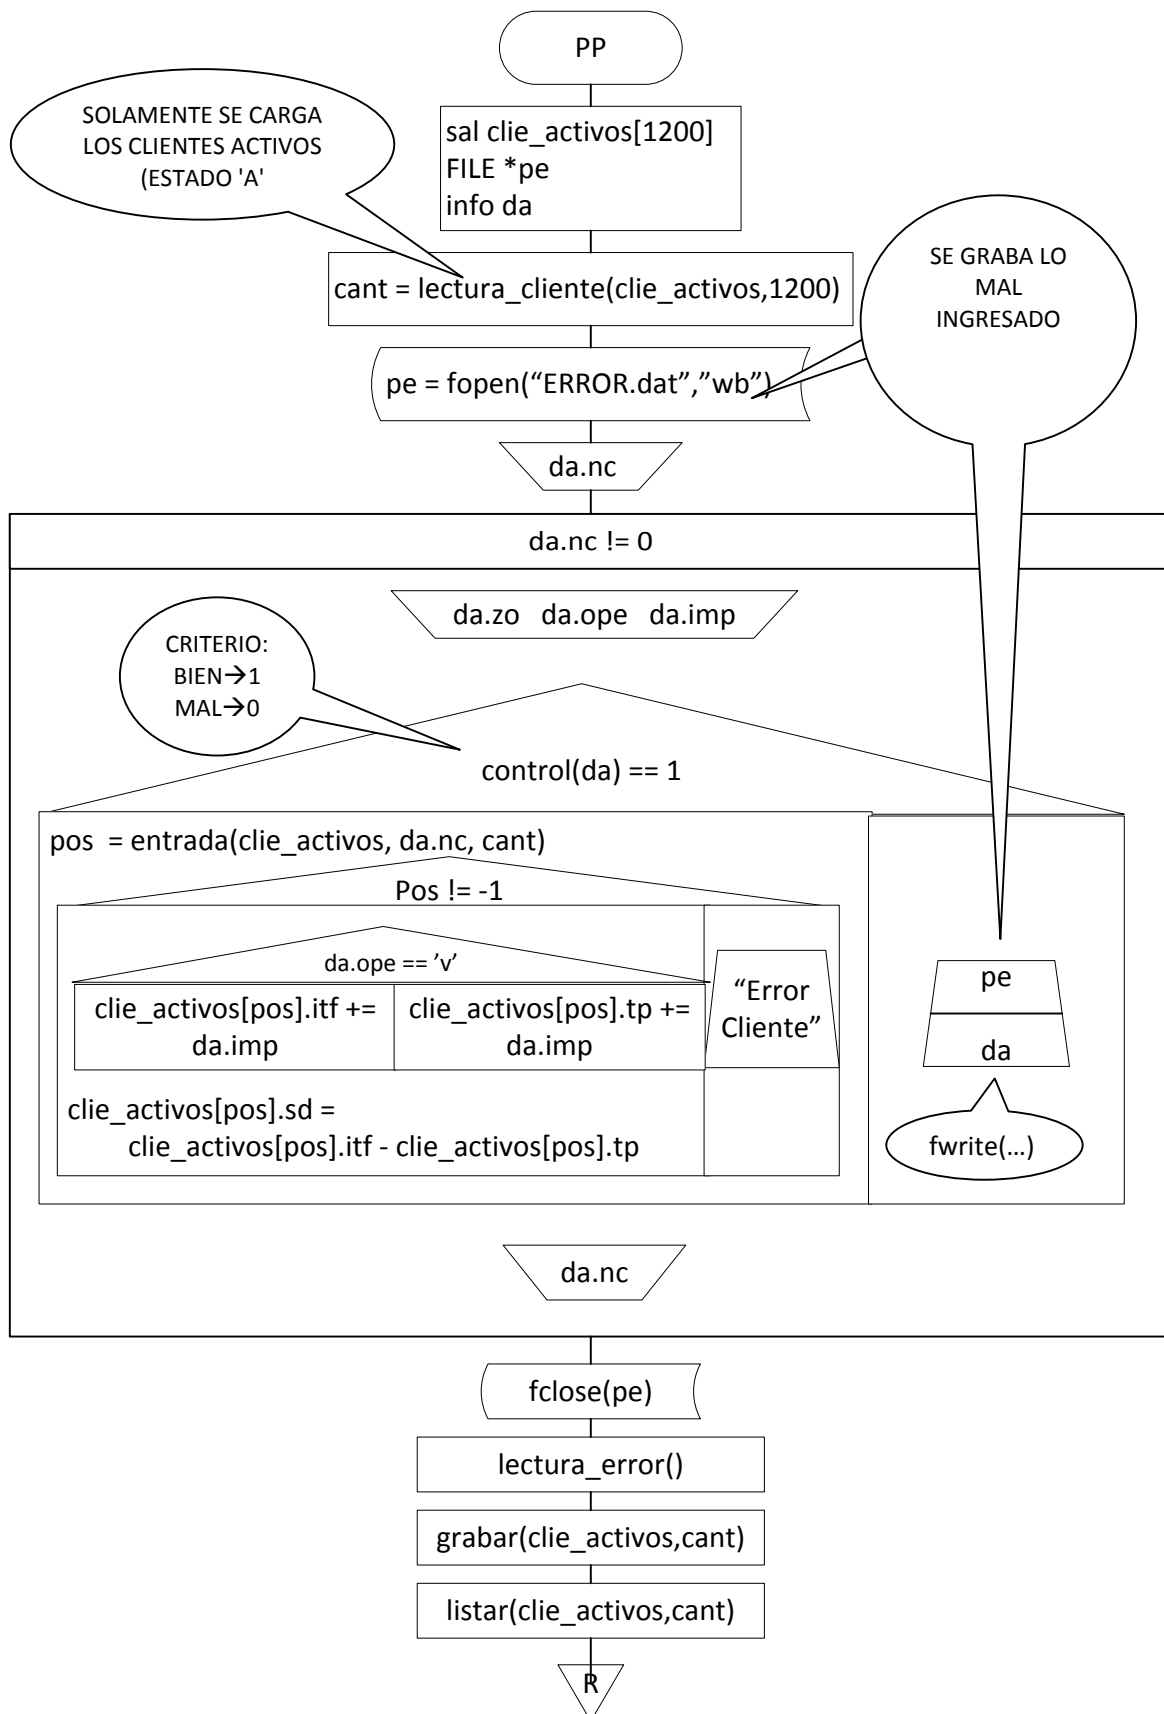 PP
SOLAMENTE SE CARGA
LOS CLIENTES ACTIVOS
(ESTADO 'A'
sal clie_activos[1200]
FILE *pe
info da
cant = lectura_cliente(clie_activos,1200)
SE GRABA LO
MAL
INGRESADO
pe = fopen(“ERROR.dat”,”wb”)
da.nc
da.nc != 0
da.zo da.ope da.imp
CRITERIO:
BIEN→1
MAL→0
control(da) == 1
pos = entrada(clie_activos, da.nc, cant)
Pos != -1
da.ope == ’v’
clie_activos[pos].itf +=
da.imp
clie_activos[pos].tp +=
da.imp
“Error
Cliente”
clie_activos[pos].sd =
clie_activos[pos].itf - clie_activos[pos].tp
pe
da
fwrite(…)
da.nc
fclose(pe)
lectura_error()
grabar(clie_activos,cant)
listar(clie_activos,cant)
R